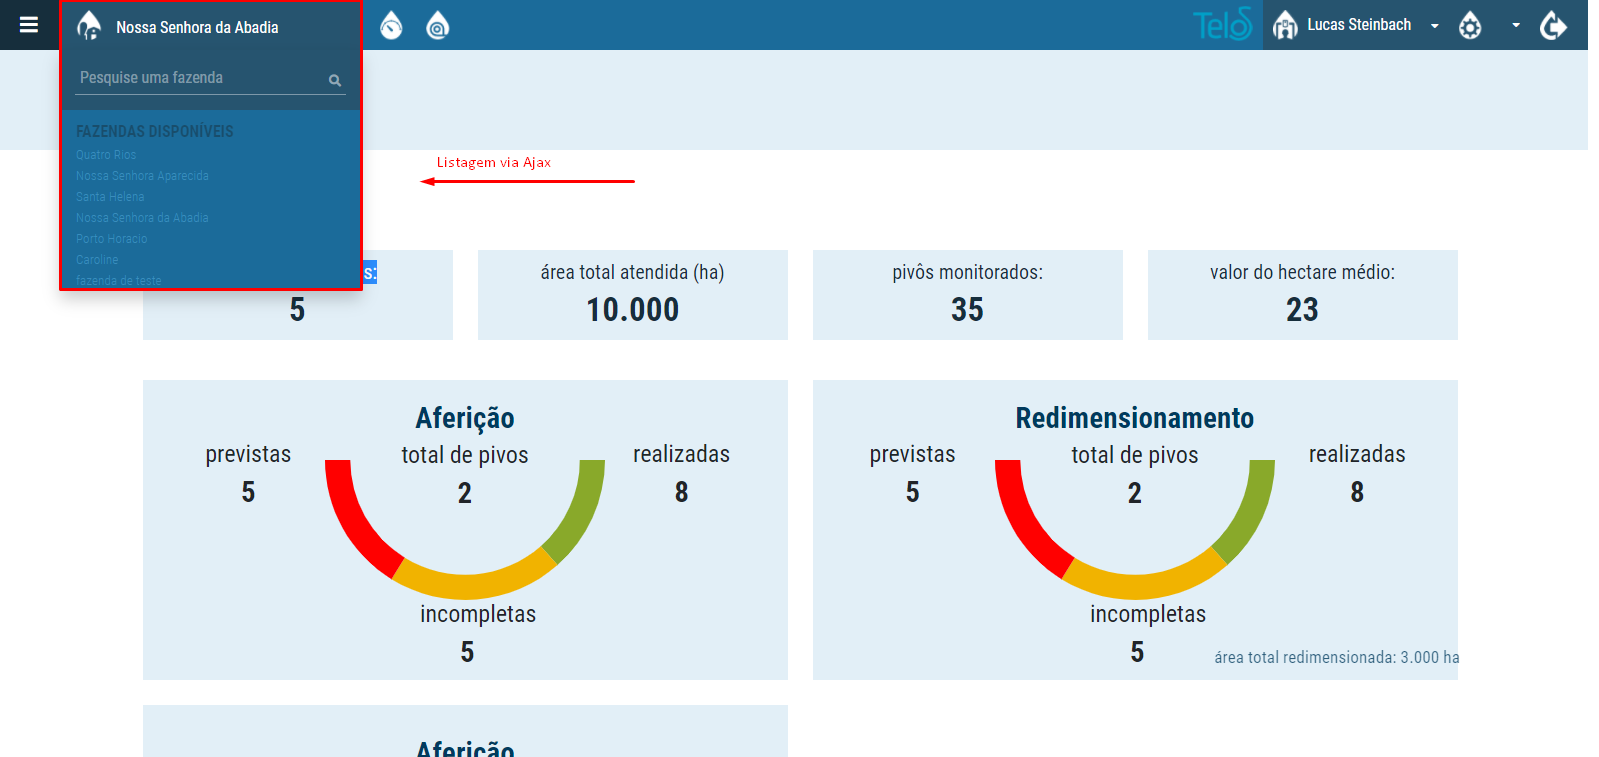 Nossa Senhora da Abadia
Telos
Lucas Steinbach
Pesquise uma fazenda
FAZENDAS DISPONÍVEIS
Quatro Rios
Nossa Senhora Aparecida
Santa Helena
Nossa Senhora da Abadia
Porto Horacio
Caroline
fazenda de teste
Listagem via Ajax
s:
5
área total atendida (ha)
10.000
pivôs monitorados:
35
valor do hectare médio:
23
Aferição
previstas
5
total de pivos
2
realizadas
8
incompletas
5
Redimensionamento
previstas
5
total de pivos
2
realizadas
8
incompletas
5
área total redimensionada: 3.000 ha
Aferição